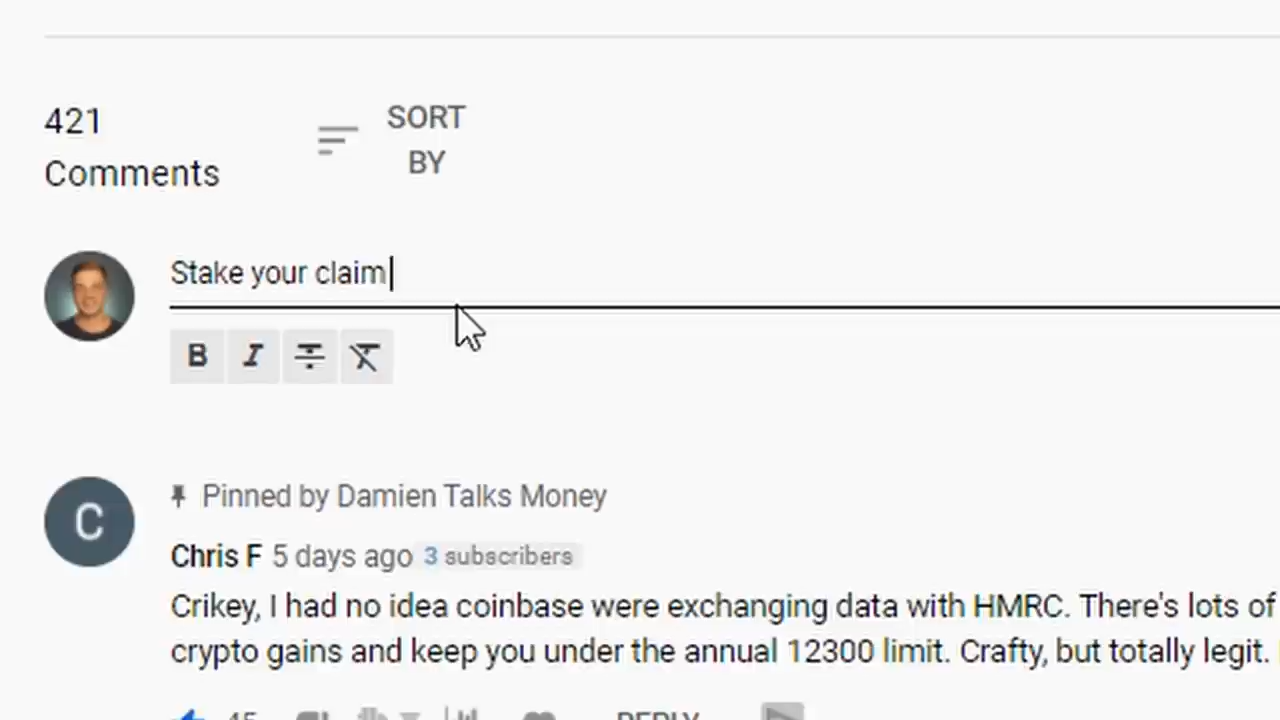 421
Comments
SORT
BY
Stake your claim
B I
Pinned by Damien Talks Money
C
Chris F 5 days ago 3 subscribers
Crikey, I had no idea coinbase were exchanging data with HMRC. There's lots of
crypto gains and keep you under the annual 12300 limit. Crafty, but totally legit.
45 REPLY